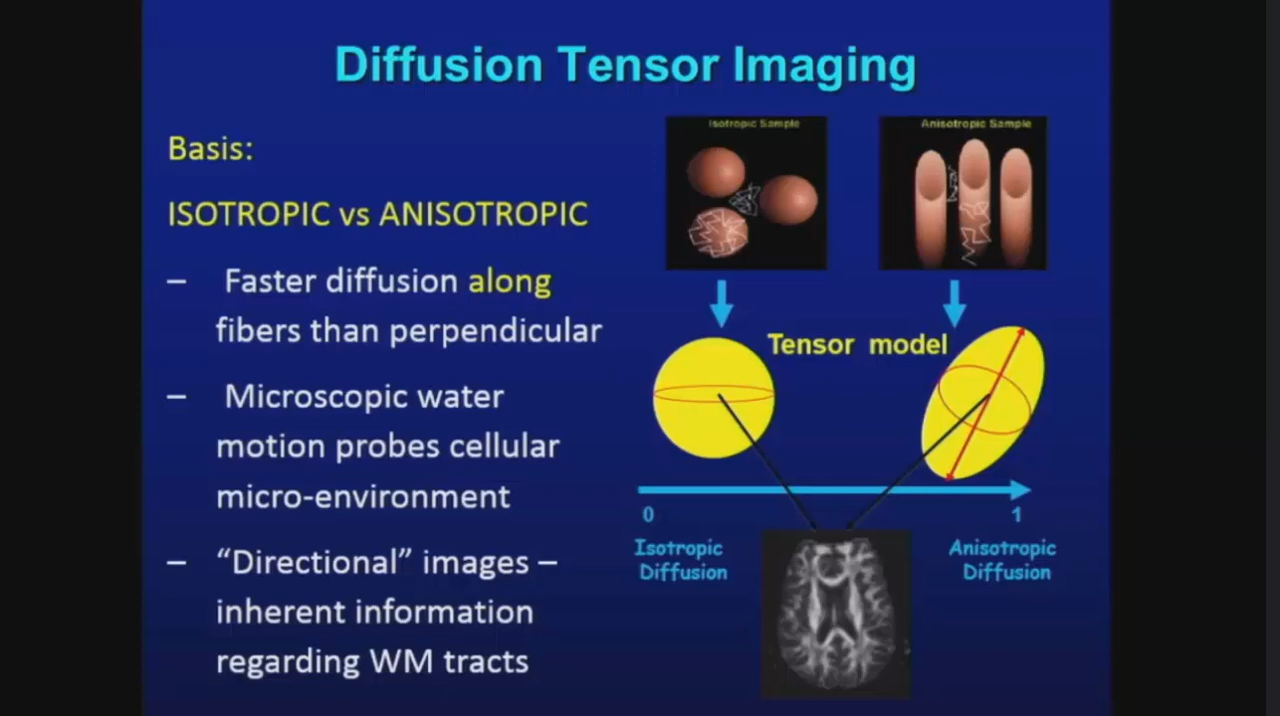 Diffusion Tensor Imaging
Basis:
ISOTROPIC vs ANISOTROPIC
– Faster diffusion along
fibers than perpendicular
– Microscopic water
motion probes cellular
micro-environment
– “Directional” images –
inherent information
regarding WM tracts
Isotropic Sample
Anisotropic Sample
Tensor model
0
1
Isotropic
Diffusion
Anisotropic
Diffusion